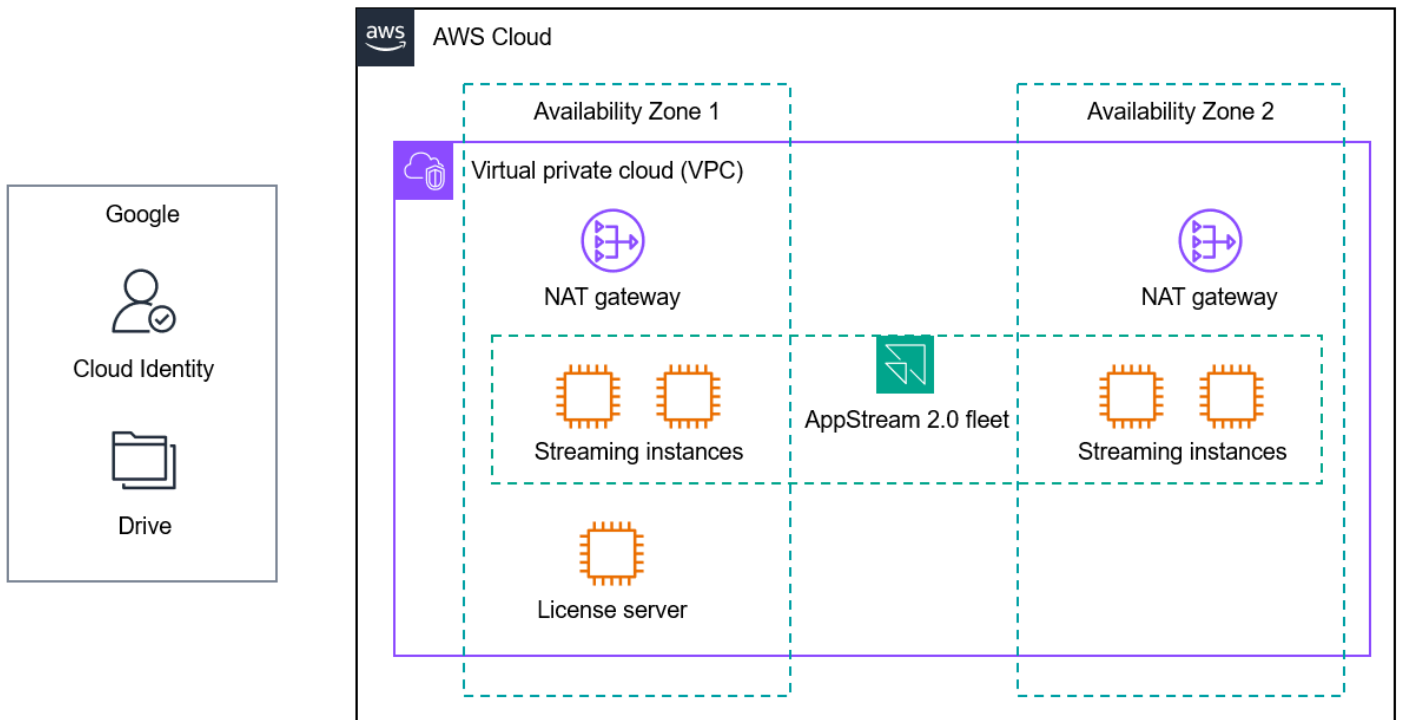 aws
AWS Cloud
Availability Zone 1
Availability Zone 2
Virtual private cloud (VPC)
Google
NAT gateway
NAT gateway
Cloud Identity
AppStream 2.0 fleet
Streaming instances
Streaming instances
Drive
License server